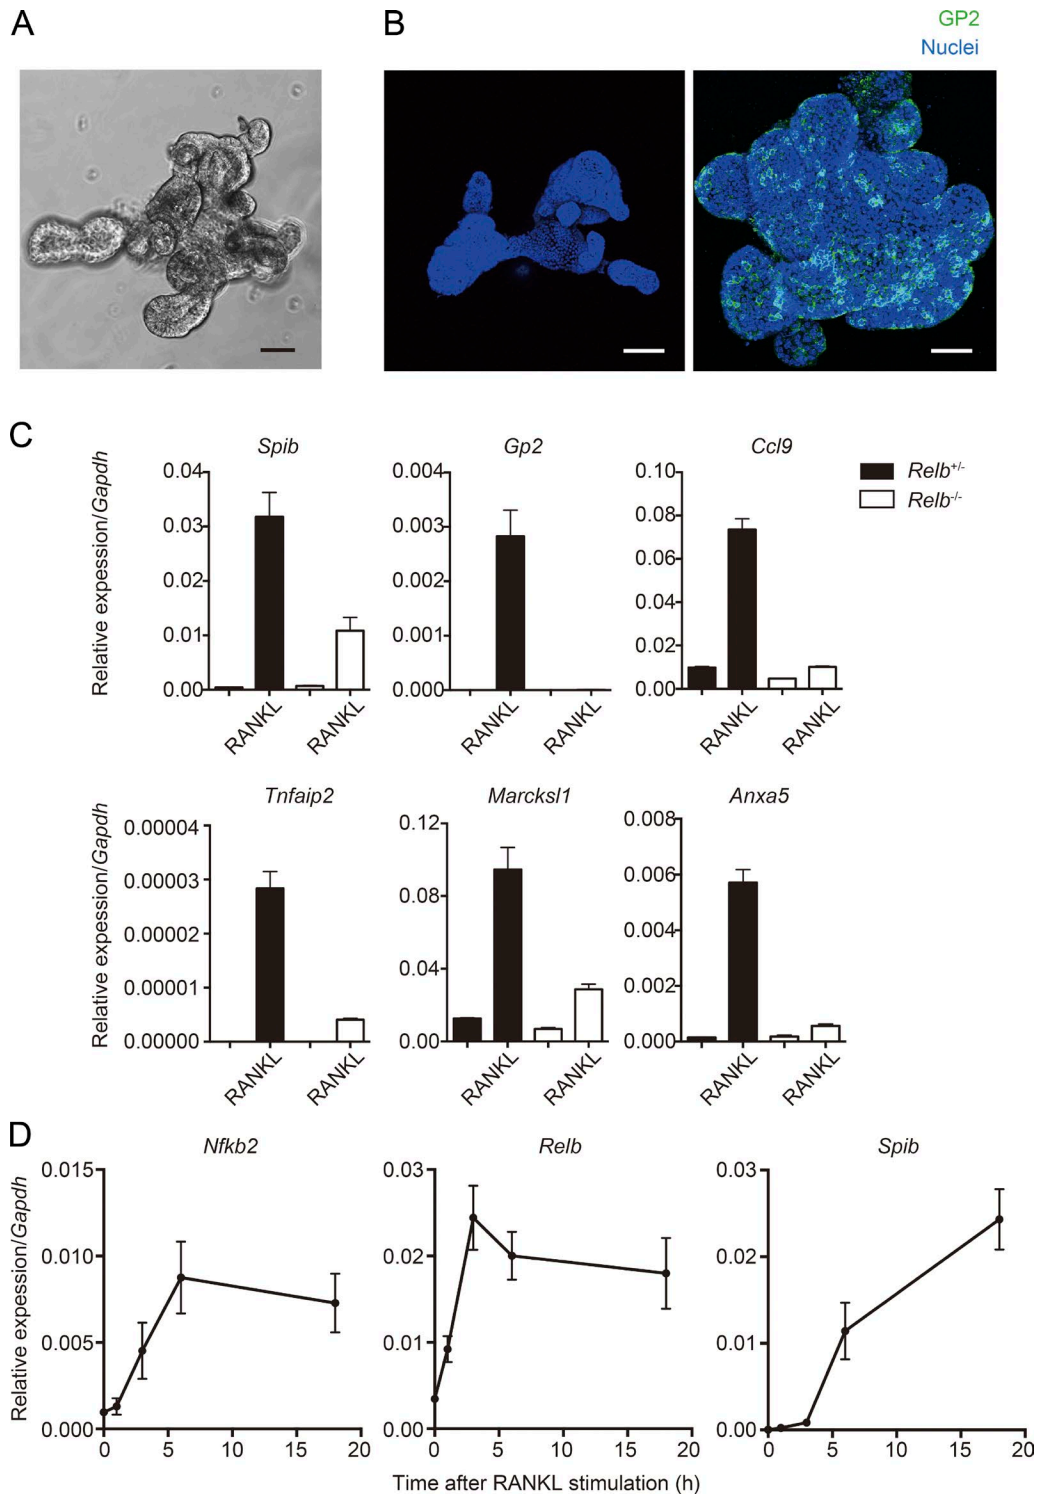 A
B
GP2
Nuclei
C
Spib
Gp2
Ccl9
Relb+/-
Relb-/-
Relative expession/Gapdh
0.04
0.03
0.02
0.01
0.00
RANKL
RANKL
0.004
0.003
0.002
0.001
0.000
RANKL
RANKL
0.10
0.08
0.06
0.04
0.02
0.00
RANKL
RANKL
Tnfaip2
Marcksl1
Anxa5
Relative expession/Gapdh
0.00004
0.00003
0.00002
0.00001
0.00000
RANKL
RANKL
0.12
0.08
0.04
0.00
RANKL
RANKL
0.008
0.006
0.004
0.002
0.000
RANKL
RANKL
D
Nfkb2
Relb
Spib
Relative expession/Gapdh
0.015
0.010
0.005
0.000
0 5 10 15 20
0.03
0.02
0.01
0.00
0 5 10 15 20
0.03
0.02
0.01
0.00
0 5 10 15 20
Time after RANKL stimulation (h)